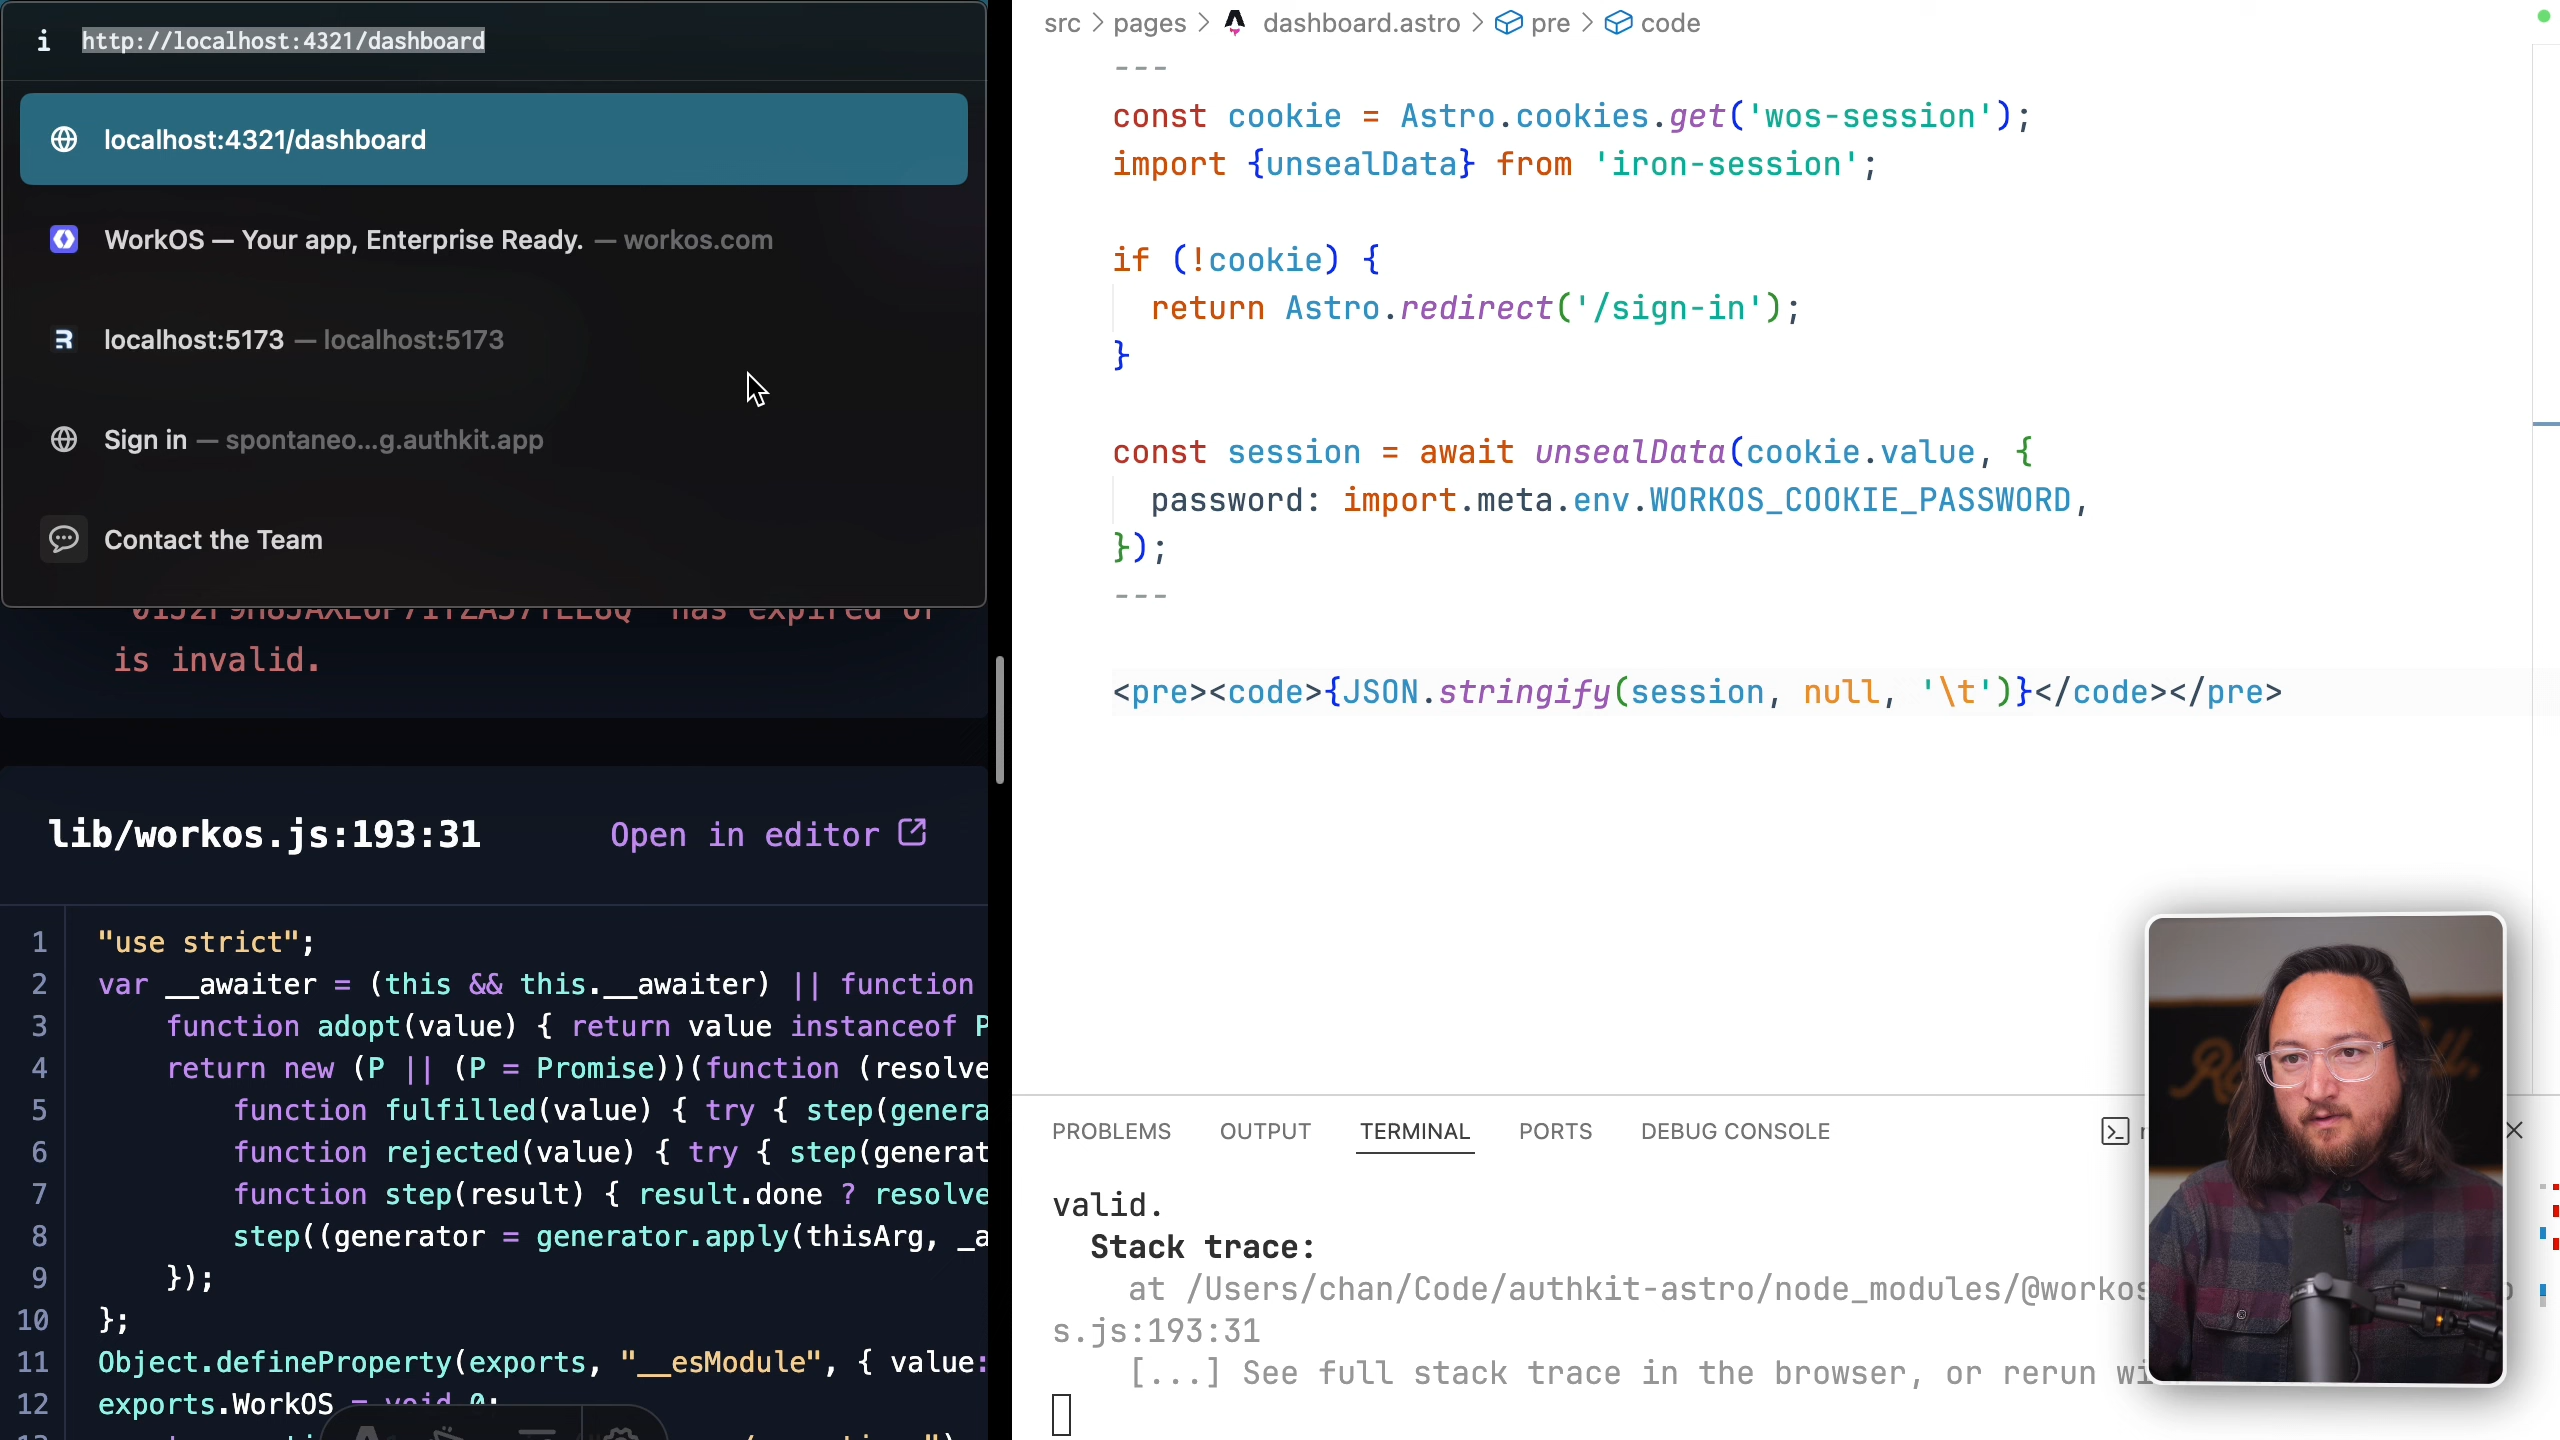 http://localhost:4321/dashboard
localhost:4321/dashboard
WorkOS — Your app, Enterprise Ready. — workos.com
localhost:5173 — localhost:5173
Sign in — spontaneo...g.authkit.app
Contact the Team
has expired or
is invalid.
lib/workos.js:193:31
Open in editor
1 "use strict";
2 var __awaiter = (this && this.__awaiter) || function
3 function adopt(value) { return value instanceof P
4 return new (P || (P = Promise))(function (resolve
5 function fulfilled(value) { try { step(genera
6 function rejected(value) { try { step(generat
7 function step(result) { result.done ? resolve
8 step((generator = generator.apply(thisArg, _a
9 });
10 };
11 Object.defineProperty(exports, "__esModule", { value:
12 exports.WorkOS = void 0;
src > pages > dashboard.astro > pre > code
---
const cookie = Astro.cookies.get('wos-session');
import {unsealData} from 'iron-session';
if (!cookie) {
return Astro.redirect('/sign-in');
}
const session = await unsealData(cookie.value, {
password: import.meta.env.WORKOS_COOKIE_PASSWORD,
});
---
<pre><code>{JSON.stringify(session, null, '\t')}</code></pre>
PROBLEMS OUTPUT TERMINAL PORTS DEBUG CONSOLE
valid.
Stack trace:
at /Users/chan/Code/authkit-astro/node_modules/@workos
s.js:193:31
[...] See full stack trace in the browser, or rerun wi